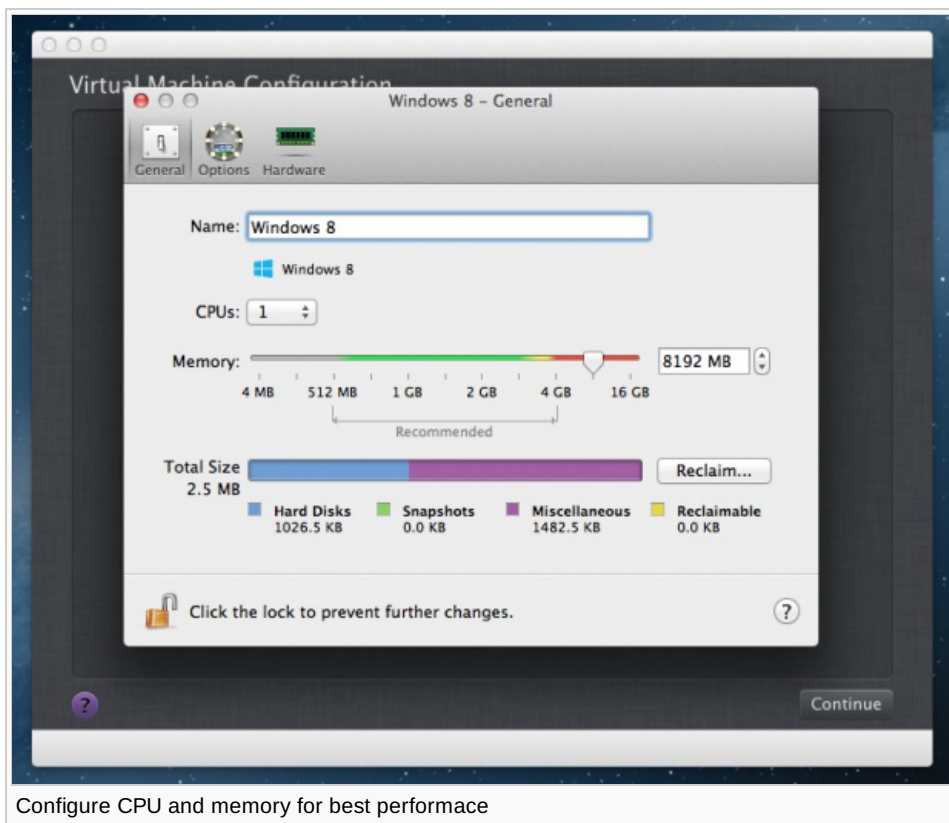 Virtual Machine Configuration
Windows 8 – General
General Options Hardware
Name: Windows 8
Windows 8
CPUs: 1
Memory: 8192 MB
4 MB 512 MB 1 GB 2 GB 4 GB 16 GB
Recommended
Total Size Reclaim...
2.5 MB
Hard Disks Snapshots Miscellaneous Reclaimable
1026.5 KB 0.0 KB 1482.5 KB 0.0 KB
Click the lock to prevent further changes. ?
? Continue
Configure CPU and memory for best performace